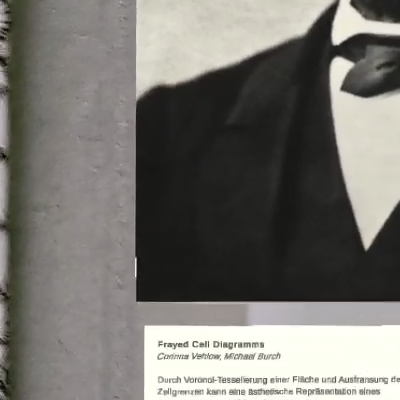 Frayed Cell Diagramms
Corinna Vehlow, Michael Burch
Durch Voronoi-Tesselierung einer Fläche und Ausfransung de
Zellgrenzen kann eine ästhetische Repräsentation eines